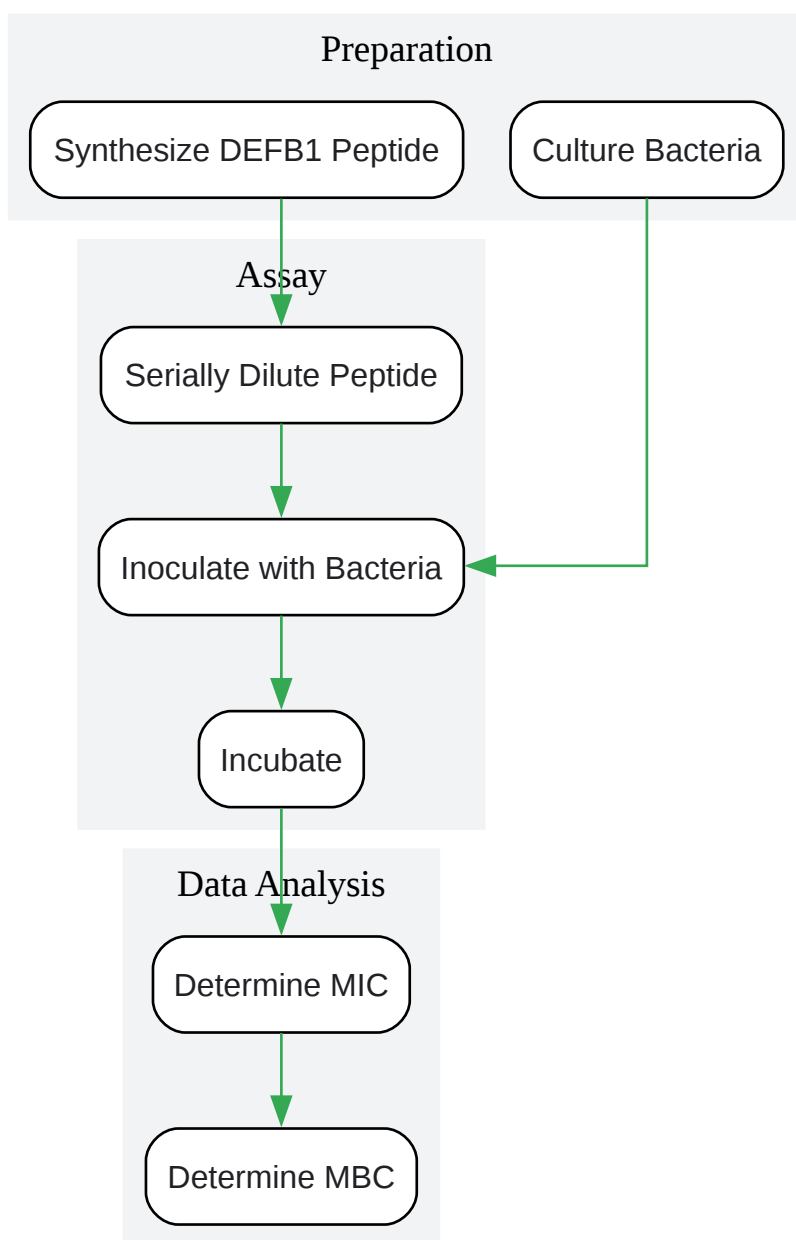 Preparation
Synthesize DEFB1 Peptide
Culture Bacteria
Assay
Serially Dilute Peptide
Inoculate with Bacteria
Incubate
Data Analysis
Determine MIC
Determine MBC